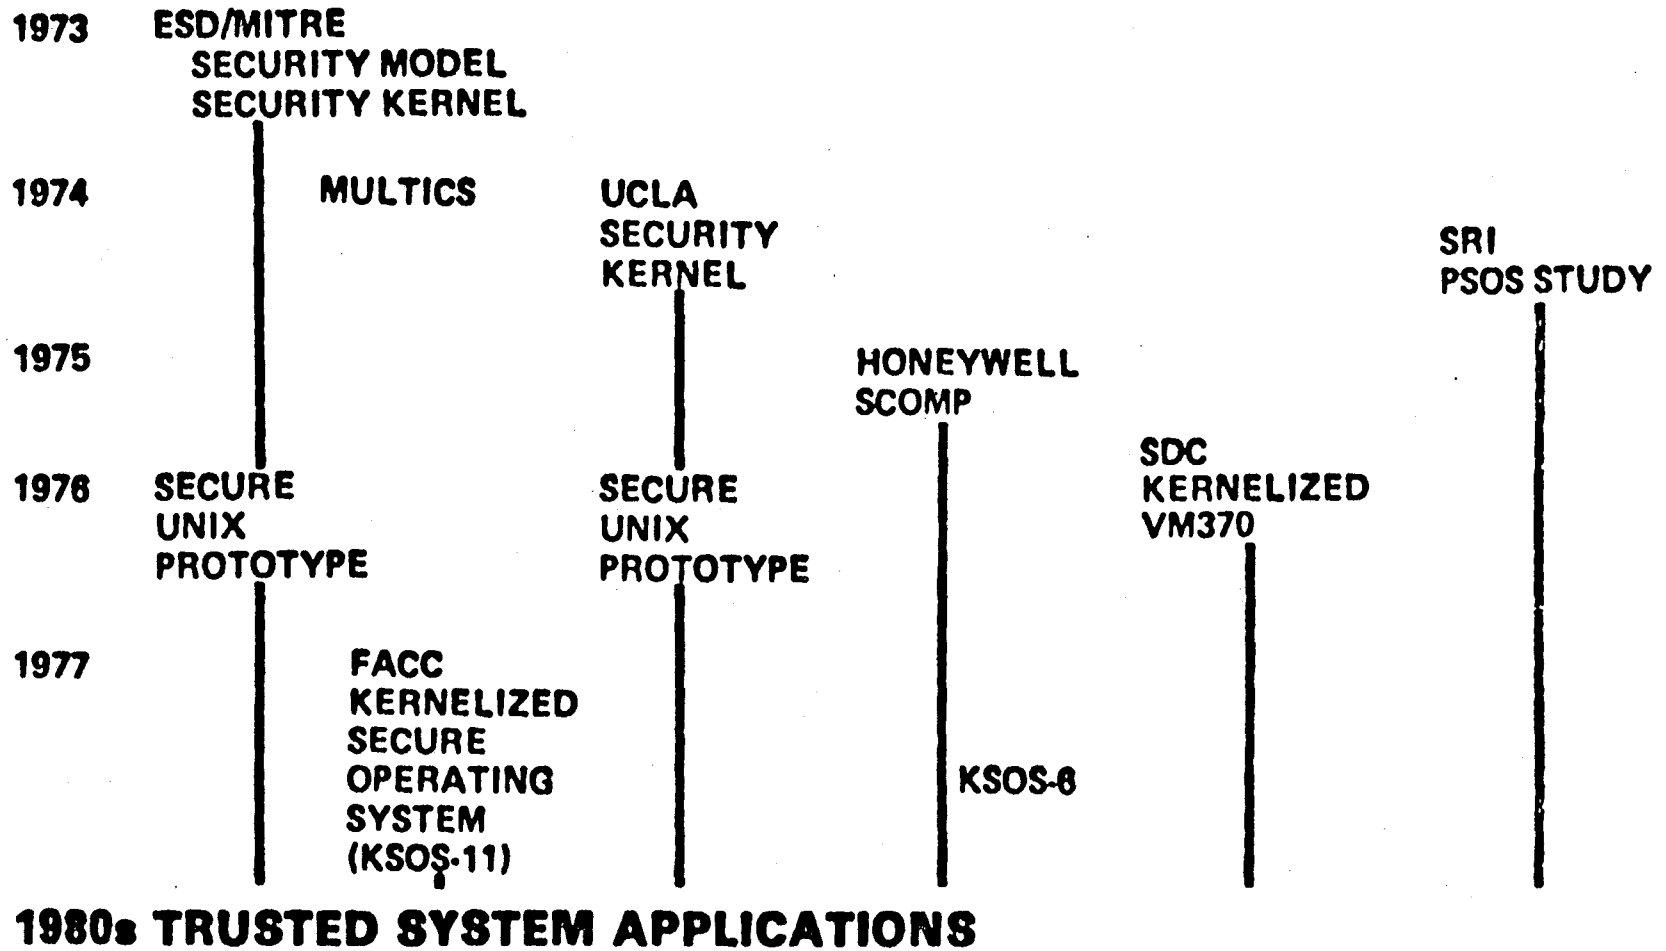 1973 ESD/MITRE
SECURITY MODEL
SECURITY KERNEL
1974 MULTICS
UCLA
SECURITY
KERNEL
SRI
PSOS STUDY
1975
HONEYWELL
SCOMP
SDC
KERNELIZED
VM370
1976
SECURE
UNIX
PROTOTYPE
SECURE
UNIX
PROTOTYPE
1977
FACC
KERNELIZED
SECURE
OPERATING
SYSTEM
(KSOS-11)
KSOS-6
1980s TRUSTED SYSTEM APPLICATIONS